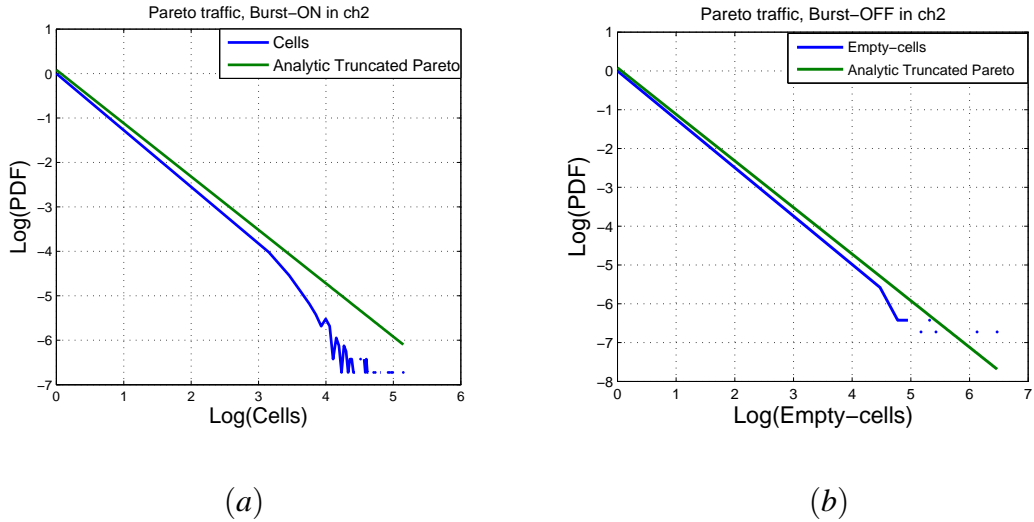 Pareto traffic, Burst−ON in ch2
1
0
−1
−2
−3
−4
−5
−6
−7
Log(PDF)
Cells
Analytic Truncated Pareto
0 1 2 3 4 5 6
Log(Cells)
(a)
Pareto traffic, Burst−OFF in ch2
1
0
−1
−2
−3
−4
−5
−6
−7
−8
Log(PDF)
Empty−cells
Analytic Truncated Pareto
0 1 2 3 4 5 6 7
Log(Empty−cells)
(b)